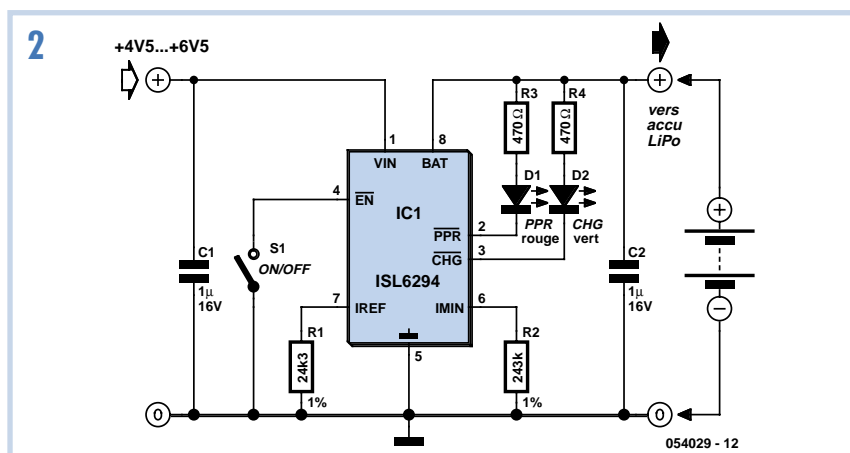 2
+4V5...+6V5
+
+
R3
R4
470Ω
470Ω
vers
accu
LiPo
1
8
VIN
BAT
4
EN
IC1
D1
D2
+
2
PPR
PPR
rouge
CHG
vert
3
CHG
C1
1μ
16V
S1
ON/OFF
ISL6294
C2
1μ
16V
−
7
IREF
IMIN
6
R1
24k3
1%
5
R2
243k
1%
0
0
054029 - 12